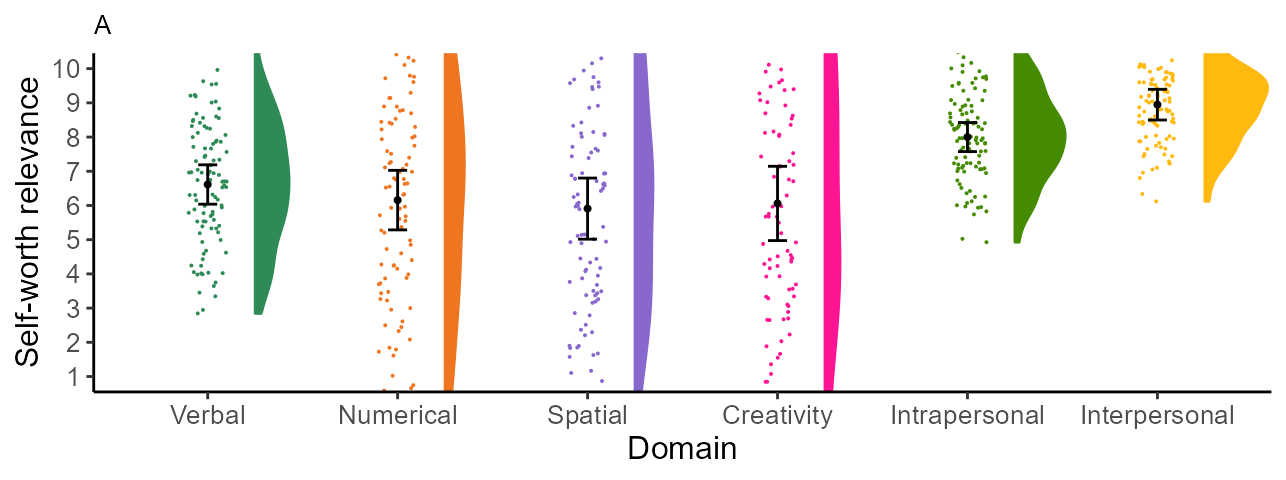 A
Self-worth relevance
10
9
8
7
6
5
4
3
2
1
Verbal Numerical Spatial Creativity Intrapersonal Interpersonal
Domain